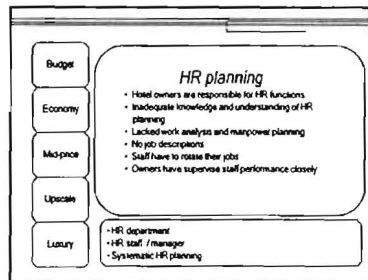 Budget
Economy
Mid-price
Upscale
Luxury
HR planning
• Hotel owners are responsible for HR functions
• Inadequate knowledge and understanding of HR
planning
• Lacked work analysis and manpower planning
• No job descriptions
• Staff have to rotate their jobs
• Owners have supervise staff performance closely
• HR department
• HR staff / manager
• Systematic HR planning